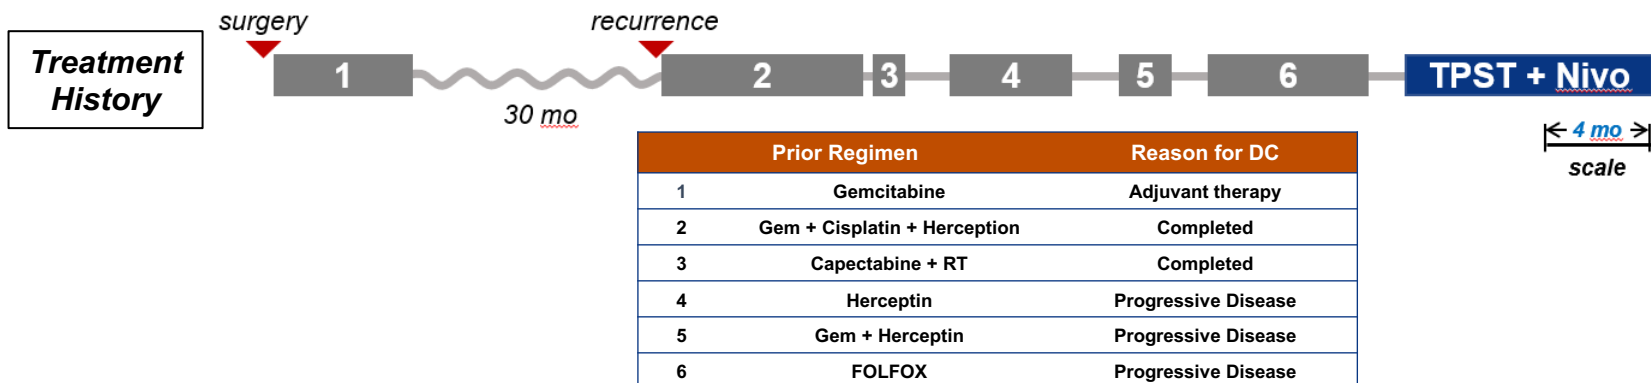 surgery
recurrence
Treatment
History
1
2
3
4
5
6
TPST + Nivo
30 mo
4 mo
scale
Prior Regimen Reason for DC
1 Gemcitabine Adjuvant therapy
2 Gem + Cisplatin + Herception Completed
3 Capectabine + RT Completed
4 Herceptin Progressive Disease
5 Gem + Herceptin Progressive Disease
6 FOLFOX Progressive Disease